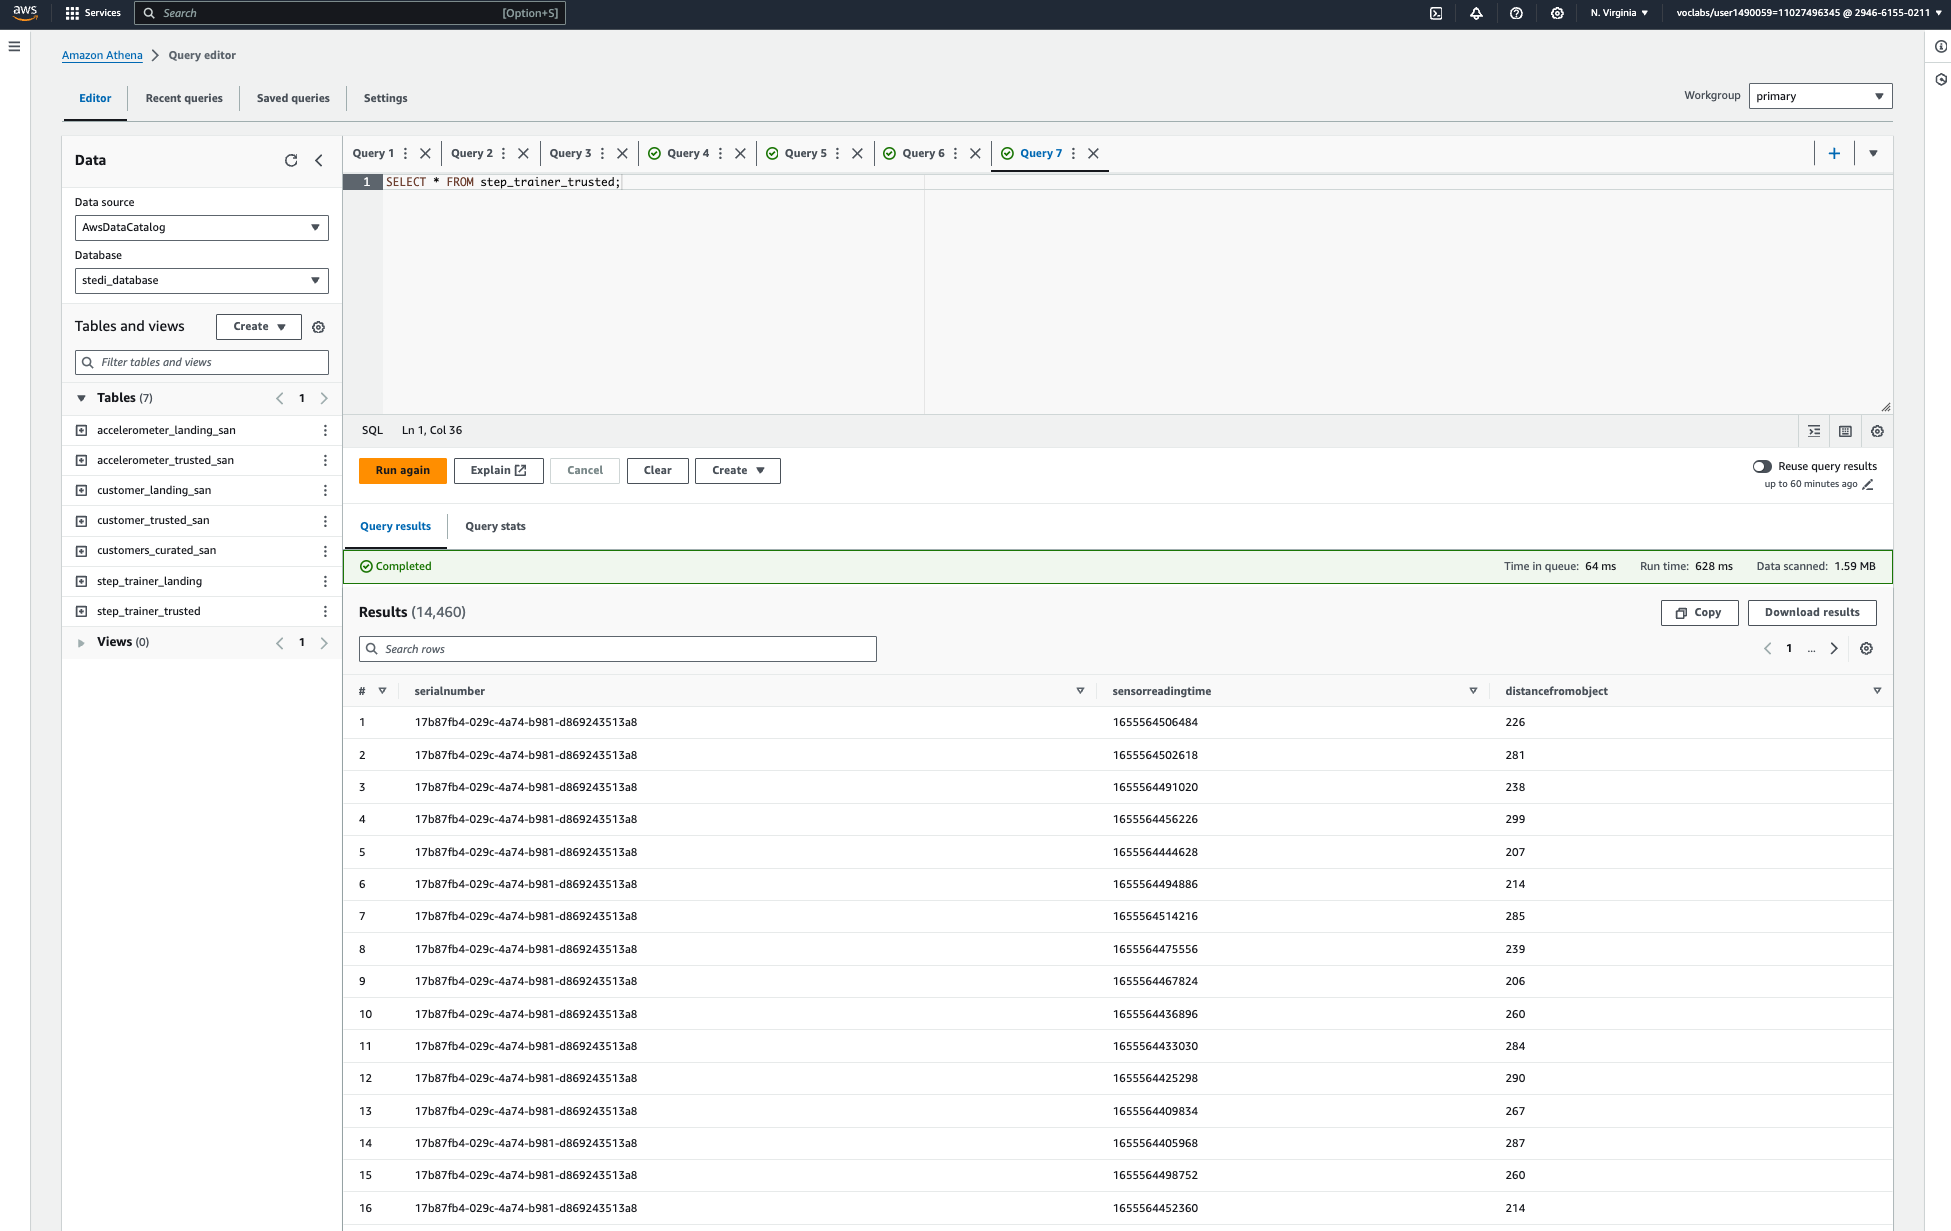 aws Services Search [Option+S] N. Virginia voclabs/user1490059=11027496345 @ 2946-6155-0211
Amazon Athena Query editor
Editor Recent queries Saved queries Settings
Workgroup primary
Data
Query 1 Query 2 Query 3 Query 4 Query 5 Query 6 Query 7
1 SELECT * FROM step_trainer_trusted;
Data source
AwsDataCatalog
Database
stedi_database
Tables and views Create
Filter tables and views
Tables (7) 1
accelerometer_landing_san
accelerometer_trusted_san
customer_landing_san
customer_trusted_san
customers_curated_san
step_trainer_landing
step_trainer_trusted
Views (0) 1
SQL Ln 1, Col 36
Run again Explain Cancel Clear Create
Reuse query results
up to 60 minutes ago
Query results Query stats
Completed Time in queue: 64 ms Run time: 628 ms Data scanned: 1.59 MB
Results (14,460) Copy Download results
Search rows 1 ...
# serialnumber sensorreadingtime distancefromobject
1 17b87fb4-029c-4a74-b981-d869243513a8 1655564506484 226
2 17b87fb4-029c-4a74-b981-d869243513a8 1655564502618 281
3 17b87fb4-029c-4a74-b981-d869243513a8 1655564491020 238
4 17b87fb4-029c-4a74-b981-d869243513a8 1655564456226 299
5 17b87fb4-029c-4a74-b981-d869243513a8 1655564444628 207
6 17b87fb4-029c-4a74-b981-d869243513a8 1655564494886 214
7 17b87fb4-029c-4a74-b981-d869243513a8 1655564514216 285
8 17b87fb4-029c-4a74-b981-d869243513a8 1655564475556 239
9 17b87fb4-029c-4a74-b981-d869243513a8 1655564467824 206
10 17b87fb4-029c-4a74-b981-d869243513a8 1655564436896 260
11 17b87fb4-029c-4a74-b981-d869243513a8 1655564433030 284
12 17b87fb4-029c-4a74-b981-d869243513a8 1655564425298 290
13 17b87fb4-029c-4a74-b981-d869243513a8 1655564409834 267
14 17b87fb4-029c-4a74-b981-d869243513a8 1655564405968 287
15 17b87fb4-029c-4a74-b981-d869243513a8 1655564498752 260
16 17b87fb4-029c-4a74-b981-d869243513a8 1655564452360 214